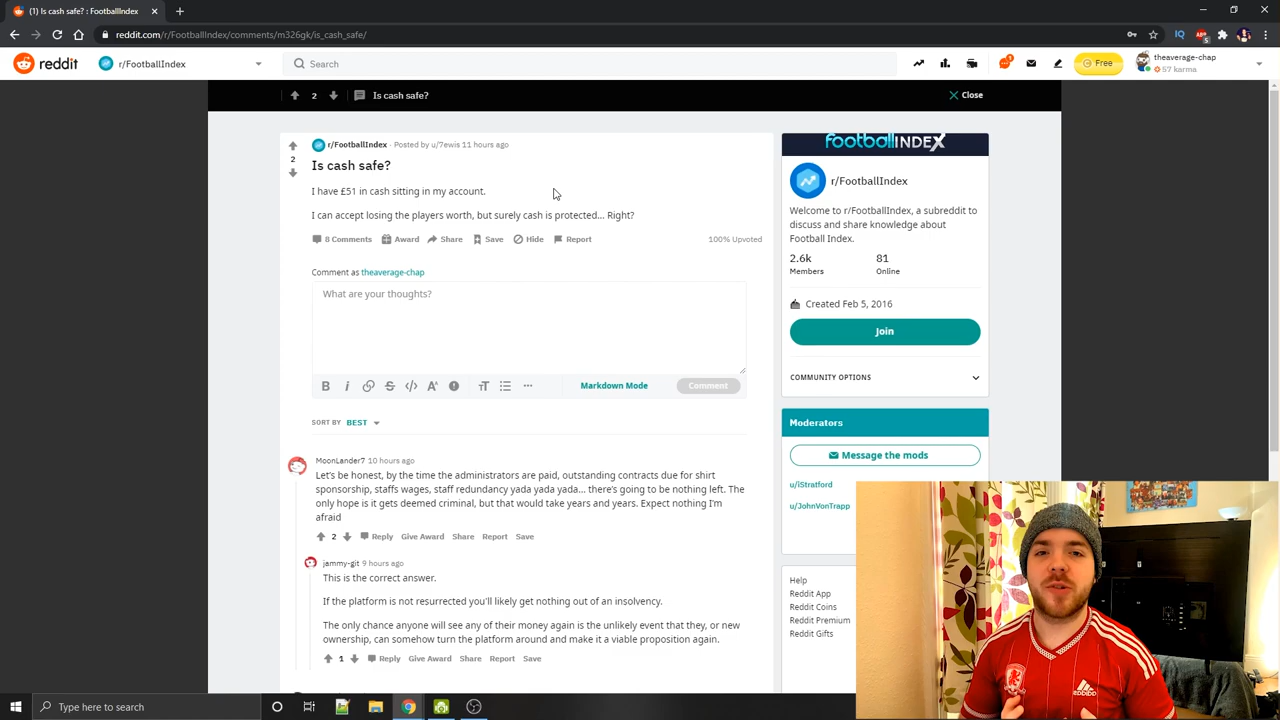 (1) Is cash safe? : FootballIndex
reddit.com/r/FootballIndex/comments/m326gk/is_cash_safe/
reddit
r/FootballIndex
Search
Free
theaverage-chap
57 karma
2
Is cash safe?
Close
r/FootballIndex · Posted by u/7ewis 11 hours ago
2
Is cash safe?
I have £51 in cash sitting in my account.
I can accept losing the players worth, but surely cash is protected... Right?
8 Comments Award Share Save Hide Report 100% Upvoted
Comment as theaverage-chap
What are your thoughts?
Markdown Mode Comment
SORT BY BEST
MoonLander7 10 hours ago
Let's be honest, by the time the administrators are paid, outstanding contracts due for shirt
sponsorship, staffs wages, staff redundancy yada yada yada... there's going to be nothing left. The
only hope is it gets deemed criminal, but that would take years and years. Expect nothing I'm
afraid
2 Reply Give Award Share Report Save
jammy-git 9 hours ago
This is the correct answer.
If the platform is not resurrected you'll likely get nothing out of an insolvency.
The only chance anyone will see any of their money again is the unlikely event that they, or new
ownership, can somehow turn the platform around and make it a viable proposition again.
1 Reply Give Award Share Report Save
footballINDEX
r/FootballIndex
Welcome to r/FootballIndex, a subreddit to
discuss and share knowledge about
Football Index.
2.6k 81
Members Online
Created Feb 5, 2016
Join
COMMUNITY OPTIONS
Moderators
Message the mods
u/iStratford
u/JohnVonTrapp
Help
Reddit App
Reddit Coins
Reddit Premium
Reddit Gifts
adidas
Type here to search